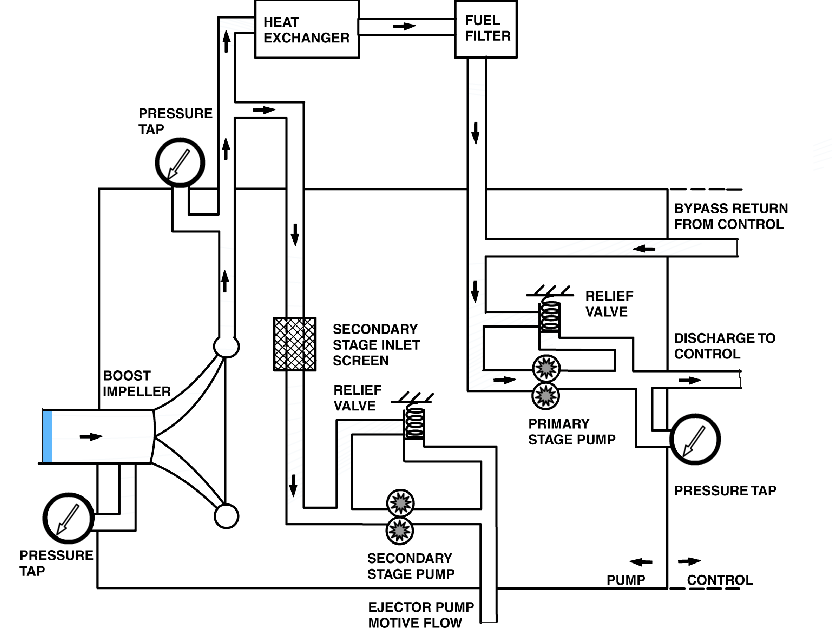 HEAT
EXCHANGER
FUEL
FILTER
PRESSURE
TAP
BYPASS RETURN
FROM CONTROL
RELIEF
VALVE
SECONDARY
STAGE INLET
SCREEN
DISCHARGE TO
CONTROL
BOOST
IMPELLER
RELIEF
VALVE
PRIMARY
STAGE PUMP
PRESSURE TAP
PRESSURE
TAP
SECONDARY
STAGE PUMP
PUMP
CONTROL
EJECTOR PUMP
MOTIVE FLOW